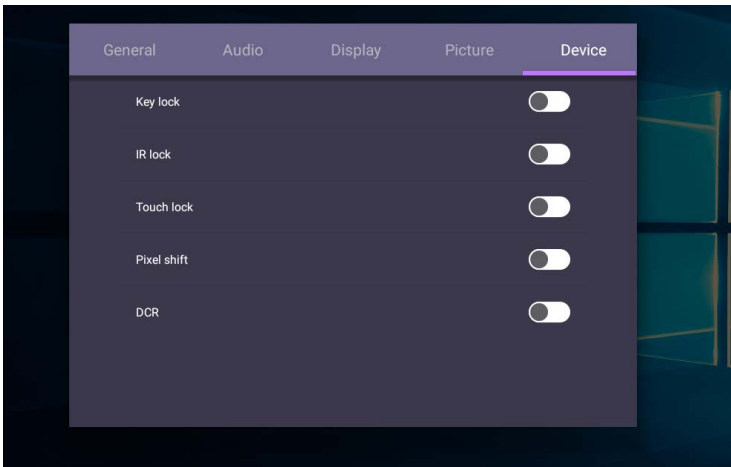 General Audio Display Picture Device
Key lock
IR lock
Touch lock
Pixel shift
DCR